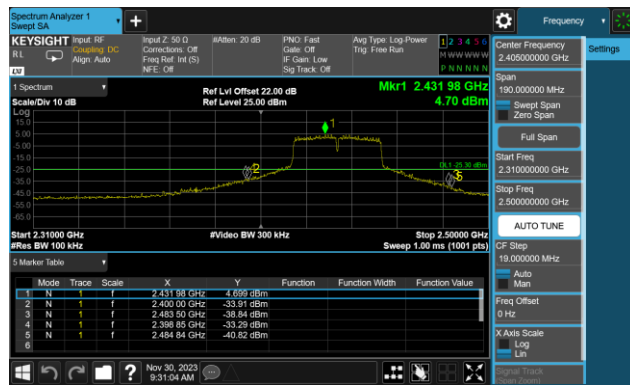 Spectrum Analyzer 1
Swept SA
Frequency
KEYSIGHT
RL
Input: RF
Coupling: DC
Align: Auto
Input Z: 50 Ω
Corrections: Off
Freq Ref: Int (S)
NFE: Off
#Atten: 20 dB
PNO: Fast
Gate: Off
IF Gain: Low
Sig Track: Off
Avg Type: Log-Power
Trig: Free Run
1 2 3 4 5 6
M W W W W W
P N N N N N
LM
1 Spectrum
Scale/Div 10 dB
Ref Lvl Offset 22.00 dB
Ref Level 25.00 dBm
Mkr1 2.431 98 GHz
4.70 dBm
Log
15.0
5.00
-5.00
-15.0
-25.0
-35.0
-45.0
-55.0
-65.0
1
2
DL1 -25.30 dBm
Start 2.31000 GHz
#Res BW 100 kHz
#Video BW 300 kHz
Stop 2.50000 GHz
Sweep 1.00 ms (1001 pts)
5 Marker Table
Mode Trace Scale X Y Function Function Width Function Value
1 N 1 f 2.431 98 GHz 4.699 dBm
2 N 1 f 2.400 00 GHz -33.91 dBm
3 N 1 f 2.483 50 GHz -38.84 dBm
4 N 1 f 2.398 85 GHz -33.29 dBm
5 N 1 f 2.484 84 GHz -40.82 dBm
6
Nov 30, 2023
9:31:04 AM
Center Frequency
2.405000000 GHz
Span
190.000000 MHz
Swept Span
Zero Span
Full Span
Start Freq
2.310000000 GHz
Stop Freq
2.500000000 GHz
AUTO TUNE
CF Step
19.000000 MHz
Auto
Man
Freq Offset
0 Hz
X Axis Scale
Log
Lin
Signal Track
(Span Zoom)
Settings